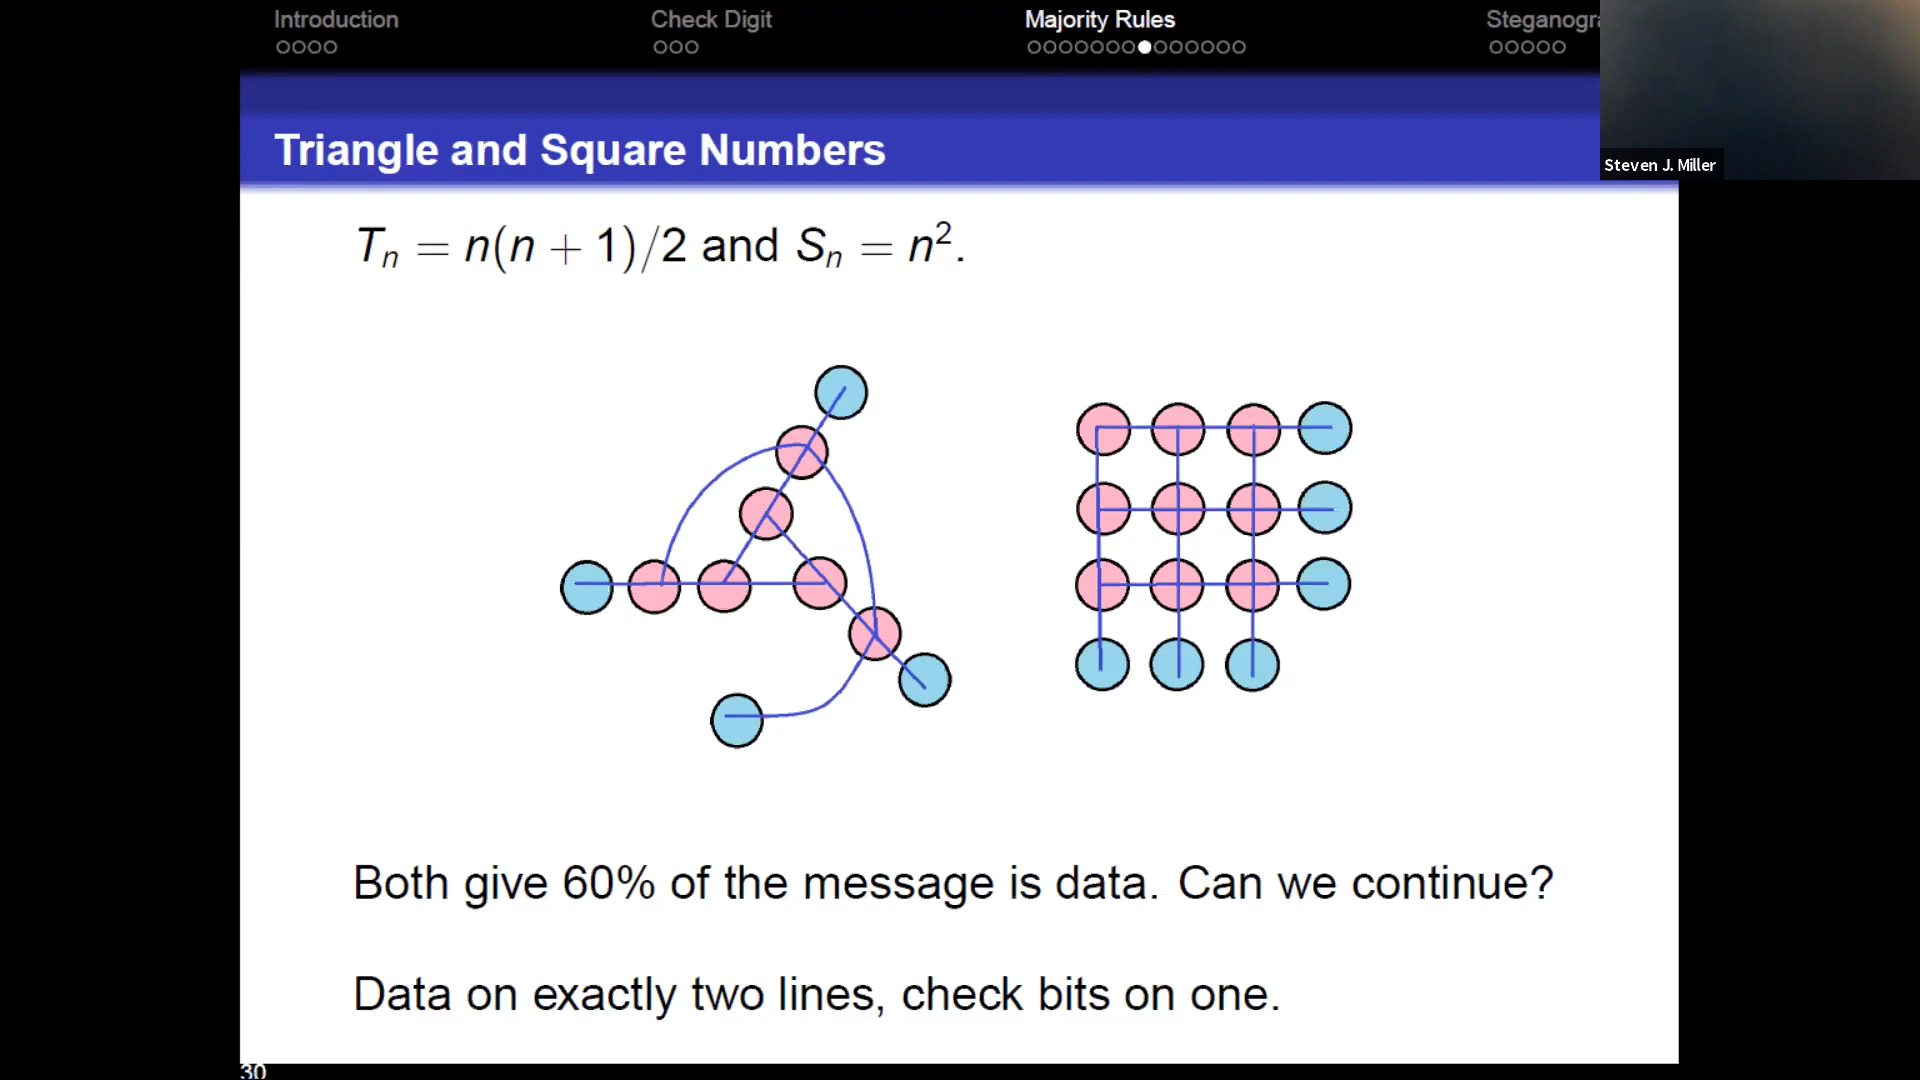 Introduction
Check Digit
Majority Rules
Steganogra
Steven J. Miller
Triangle and Square Numbers
Tₙ = n(n + 1)/2 and Sₙ = n².
Both give 60% of the message is data. Can we continue?
Data on exactly two lines, check bits on one.
30